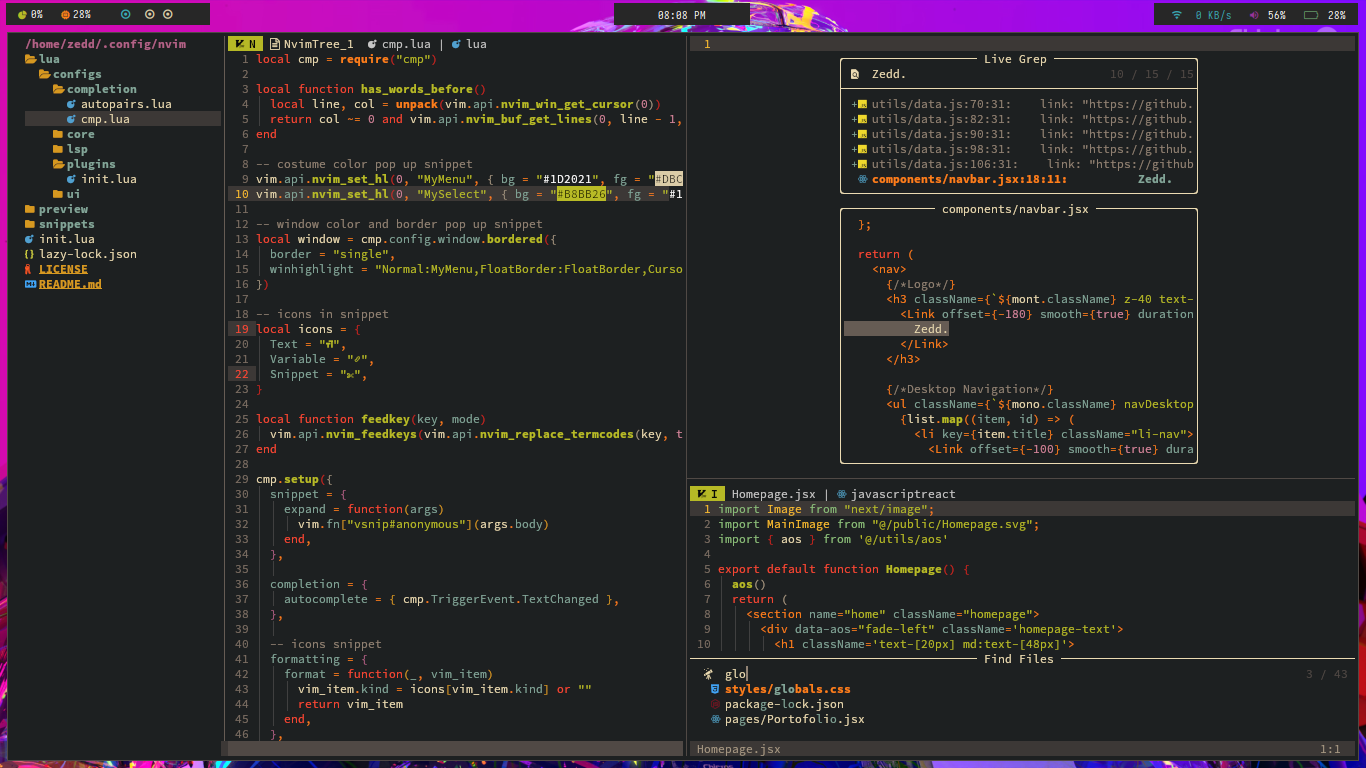 0%
28%
08:08 PM
0 KB/s
56%
28%
/home/zedd/.config/nvim
lua
configs
completion
autopairs.lua
cmp.lua
core
lsp
plugins
init.lua
ui
preview
snippets
init.lua
{} lazy-lock.json
LICENSE
README.md
N NvimTree_1 cmp.lua | lua
1 local cmp = require("cmp")
2
3 local function has_words_before()
4 local line, col = unpack(vim.api.nvim_win_get_cursor(0))
5 return col ~= 0 and vim.api.nvim_buf_get_lines(0, line - 1,
6 end
7
8 -- costume color pop up snippet
9 vim.api.nvim_set_hl(0, "MyMenu", { bg = "#1D2021", fg = "#DBC
10 vim.api.nvim_set_hl(0, "MySelect", { bg = "#B8BB26", fg = "#1
11
12 -- window color and border pop up snippet
13 local window = cmp.config.window.bordered({
14 border = "single",
15 winhighlight = "Normal:MyMenu,FloatBorder:FloatBorder,Curso
16 })
17
18 -- icons in snippet
19 local icons = {
20 Text = "",
21 Variable = "",
22 Snippet = "",
23 }
24
25 local function feedkey(key, mode)
26 vim.api.nvim_feedkeys(vim.api.nvim_replace_termcodes(key, t
27 end
28
29 cmp.setup({
30 snippet = {
31 expand = function(args)
32 vim.fn["vsnip#anonymous"](args.body)
33 end,
34 },
35
36 completion = {
37 autocomplete = { cmp.TriggerEvent.TextChanged },
38 },
39
40 -- icons snippet
41 formatting = {
42 format = function(_, vim_item)
43 vim_item.kind = icons[vim_item.kind] or ""
44 return vim_item
45 end,
46 },
1
Live Grep
Zedd. 10 / 15 / 15
+ JS utils/data.js:70:31: link: "https://github.
+ JS utils/data.js:82:31: link: "https://github.
+ JS utils/data.js:90:31: link: "https://github.
+ JS utils/data.js:98:31: link: "https://github.
+ JS utils/data.js:106:31: link: "https://github
+ components/navbar.jsx:18:11: Zedd.
components/navbar.jsx
};
return (
<nav>
{/*Logo*/}
<h3 className={`${mont.className} z-40 text-
<Link offset={-180} smooth={true} duration
Zedd.
</Link>
</h3>
{/*Desktop Navigation*/}
<ul className={`${mono.className} navDesktop
{list.map((item, id) => (
<li key={item.title} className="li-nav">
<Link offset={-100} smooth={true} dura
I Homepage.jsx | javascriptreact
1 import Image from "next/image";
2 import MainImage from "@/public/Homepage.svg";
3 import { aos } from '@/utils/aos'
4
5 export default function Homepage() {
6 aos()
7 return (
8 <section name="home" className="homepage">
9 <div data-aos="fade-left" className='homepage-text'>
10 <h1 className='text-[20px] md:text-[48px]'>
Find Files
glo 3 / 43
styles/globals.css
package-lock.json
pages/Portofolio.jsx
Homepage.jsx 1:1